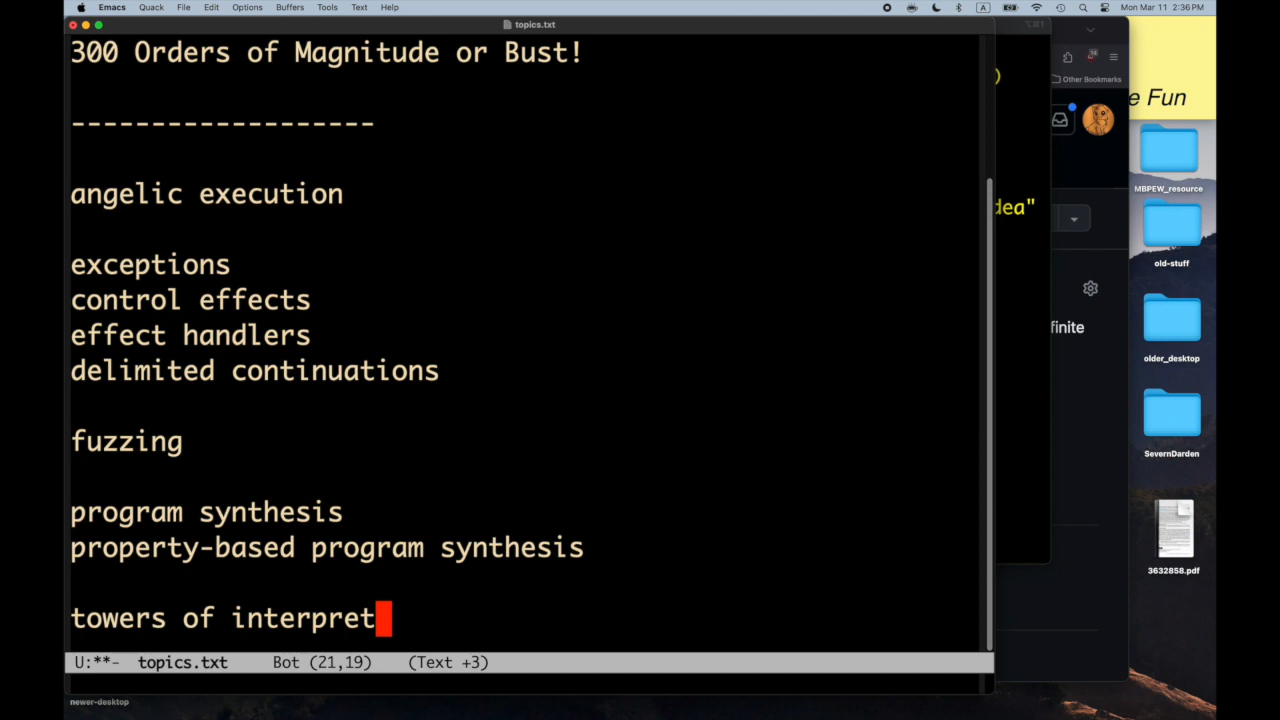 Emacs Quack File Edit Options Buffers Tools Text Help
A
Mon Mar 11 2:36 PM
topics.txt
⌥⌘1
300 Orders of Magnitude or Bust!
-------------------
angelic execution
exceptions
control effects
effect handlers
delimited continuations
fuzzing
program synthesis
property-based program synthesis
towers of interpret
U:**- topics.txt Bot (21,19) (Text +3)
newer-desktop
)
dea"
Other Bookmarks
finite
e Fun
MBPEW_resource
old-stuff
older_desktop
SevernDarden
3632858.pdf